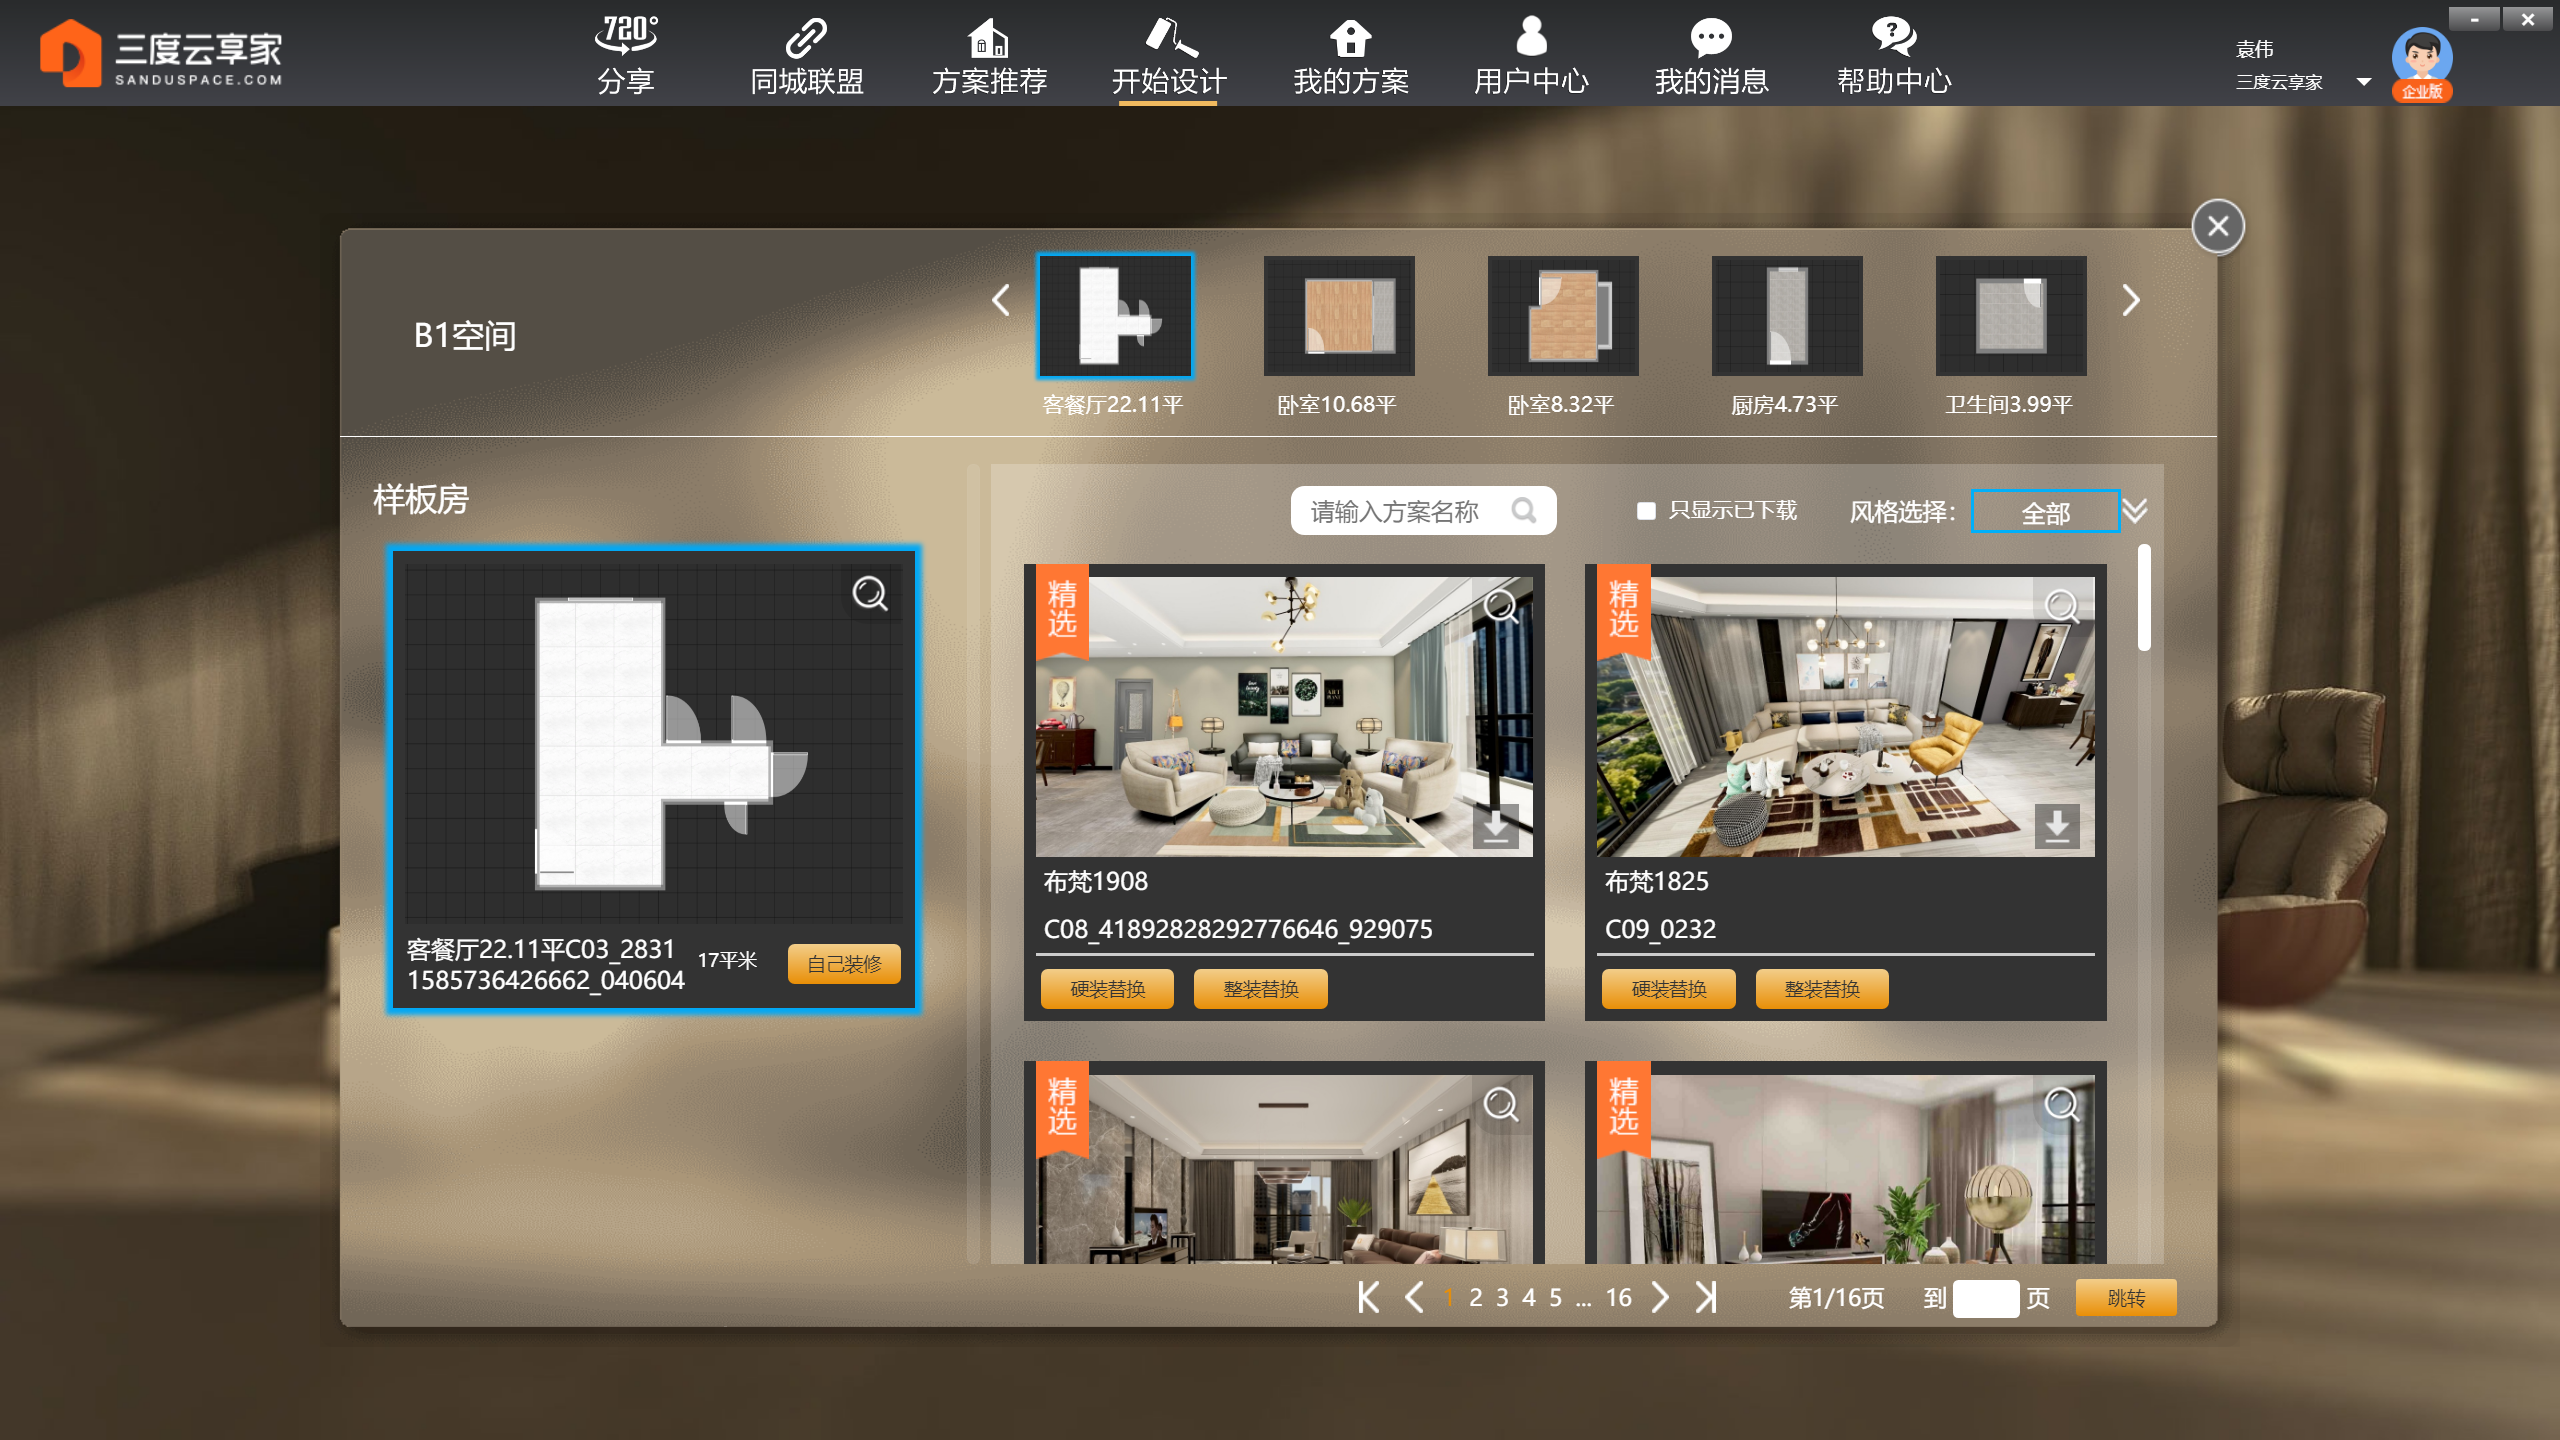 三度云享家
SANDUSPACE.COM
720°
分享
同城联盟
方案推荐
开始设计
我的方案
用户中心
我的消息
帮助中心
袁伟
三度云享家
企业版
B1空间
客餐厅22.11平
卧室10.68平
卧室8.32平
厨房4.73平
卫生间3.99平
样板房
请输入方案名称
只显示已下载
风格选择:
全部
客餐厅22.11平C03_2831
1585736426662_040604
17平米
自己装修
精选
布梵1908
C08_41892828292776646_929075
硬装替换
整装替换
精选
布梵1825
C09_0232
硬装替换
整装替换
精选
精选
1 2 3 4 5 ... 16
第1/16页
到
页
跳转